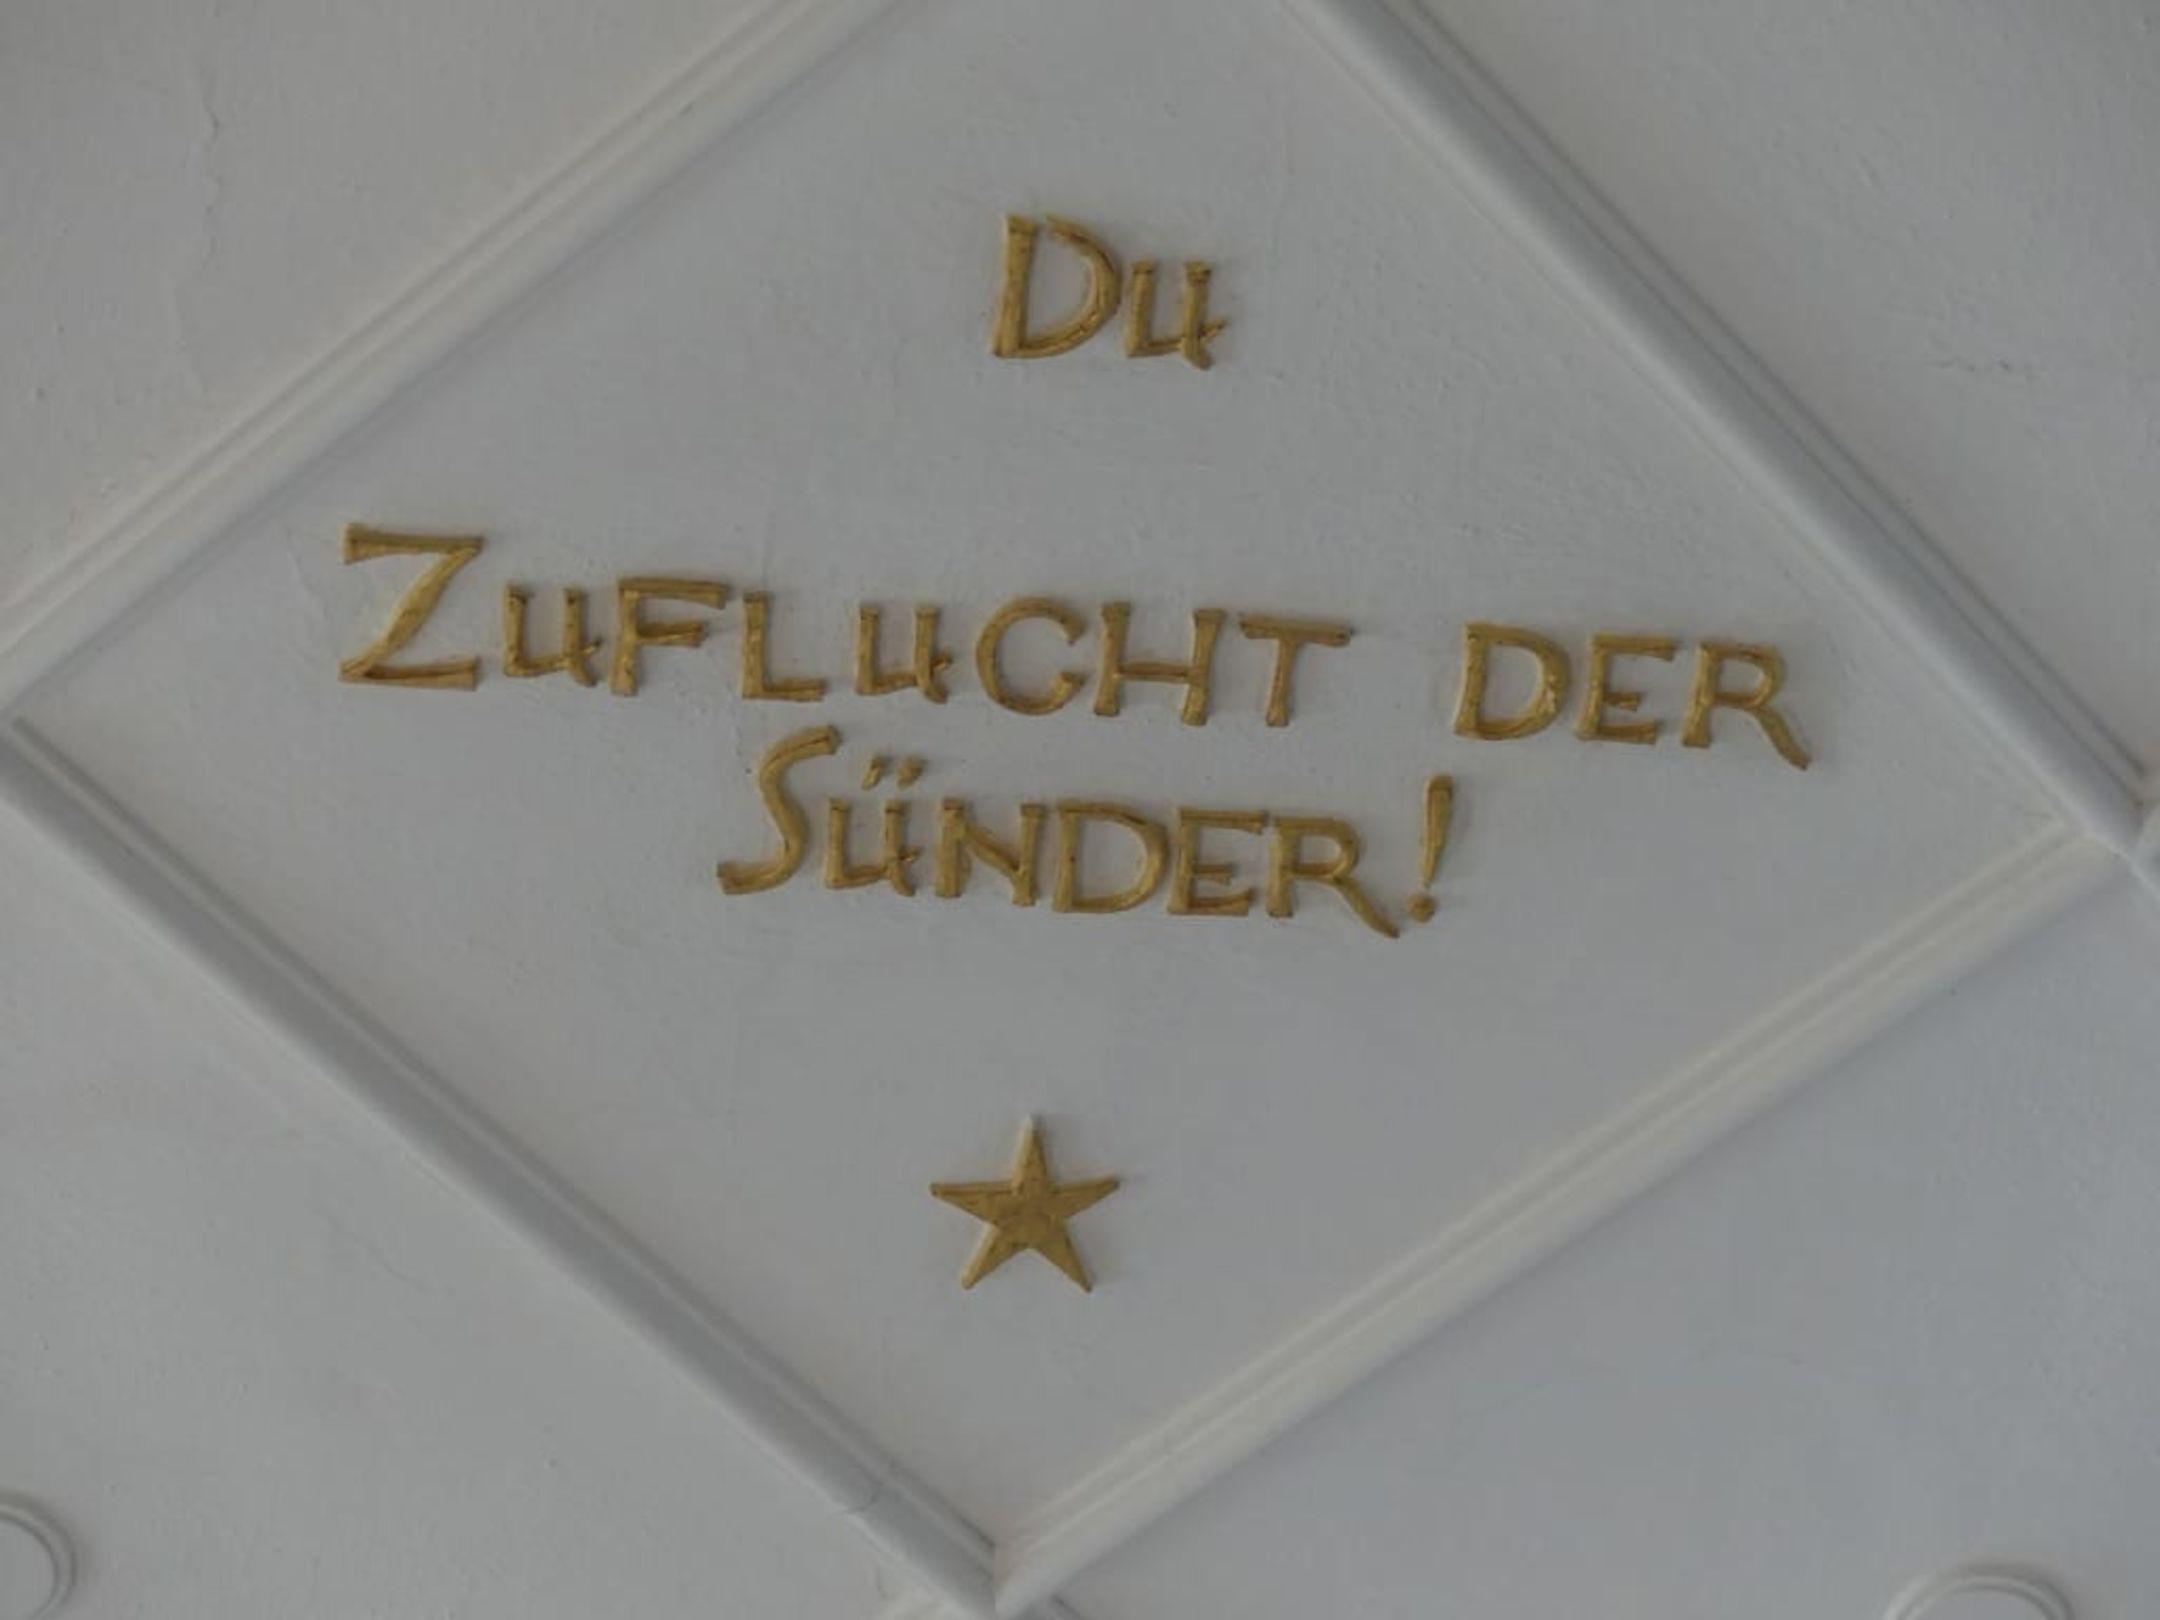 Du
ZuFLuCHT DER
SüNDER!